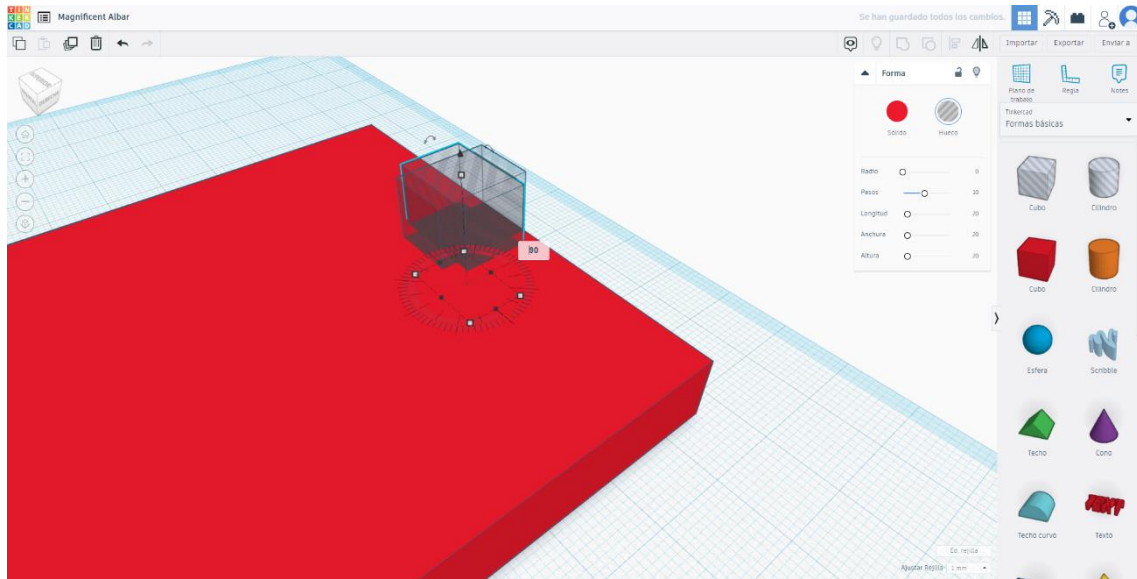 TIN
KER
CAD
Magnificent Albar
Se han guardado todos los cambios.
Importar
Exportar
Enviar a
Forma
Sólido
Hueco
Radio
0
Pasos
10
Longitud
20
Anchura
20
Altura
20
90
Plano de trabajo
Regla
Notes
Tinkercad
Formas básicas
Cubo
Cilindro
Cubo
Cilindro
Esfera
Scribble
Techo
Cono
Techo curvo
Texto
TEXT
Ed. rejilla
Ajustar Rejilla
1 mm